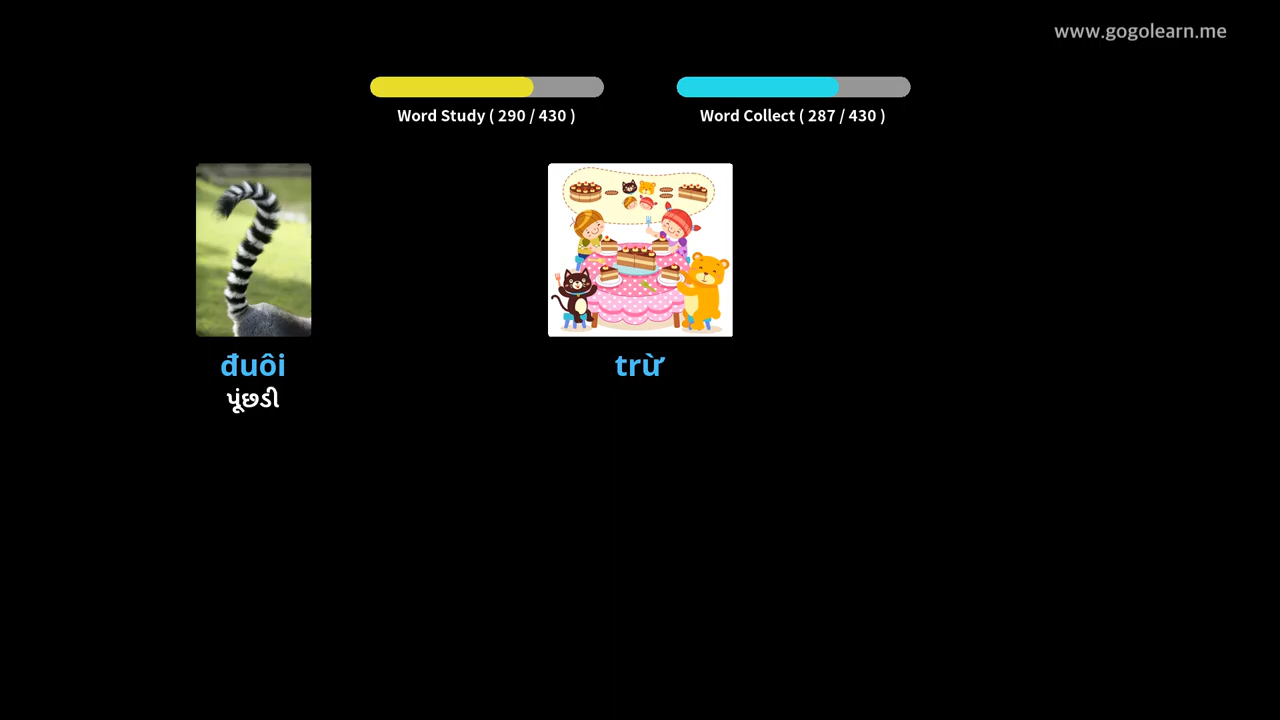 www.gogolearn.me
Word Study ( 290 / 430 )
Word Collect ( 287 / 430 )
đuôi
પૂંછડી
trừ